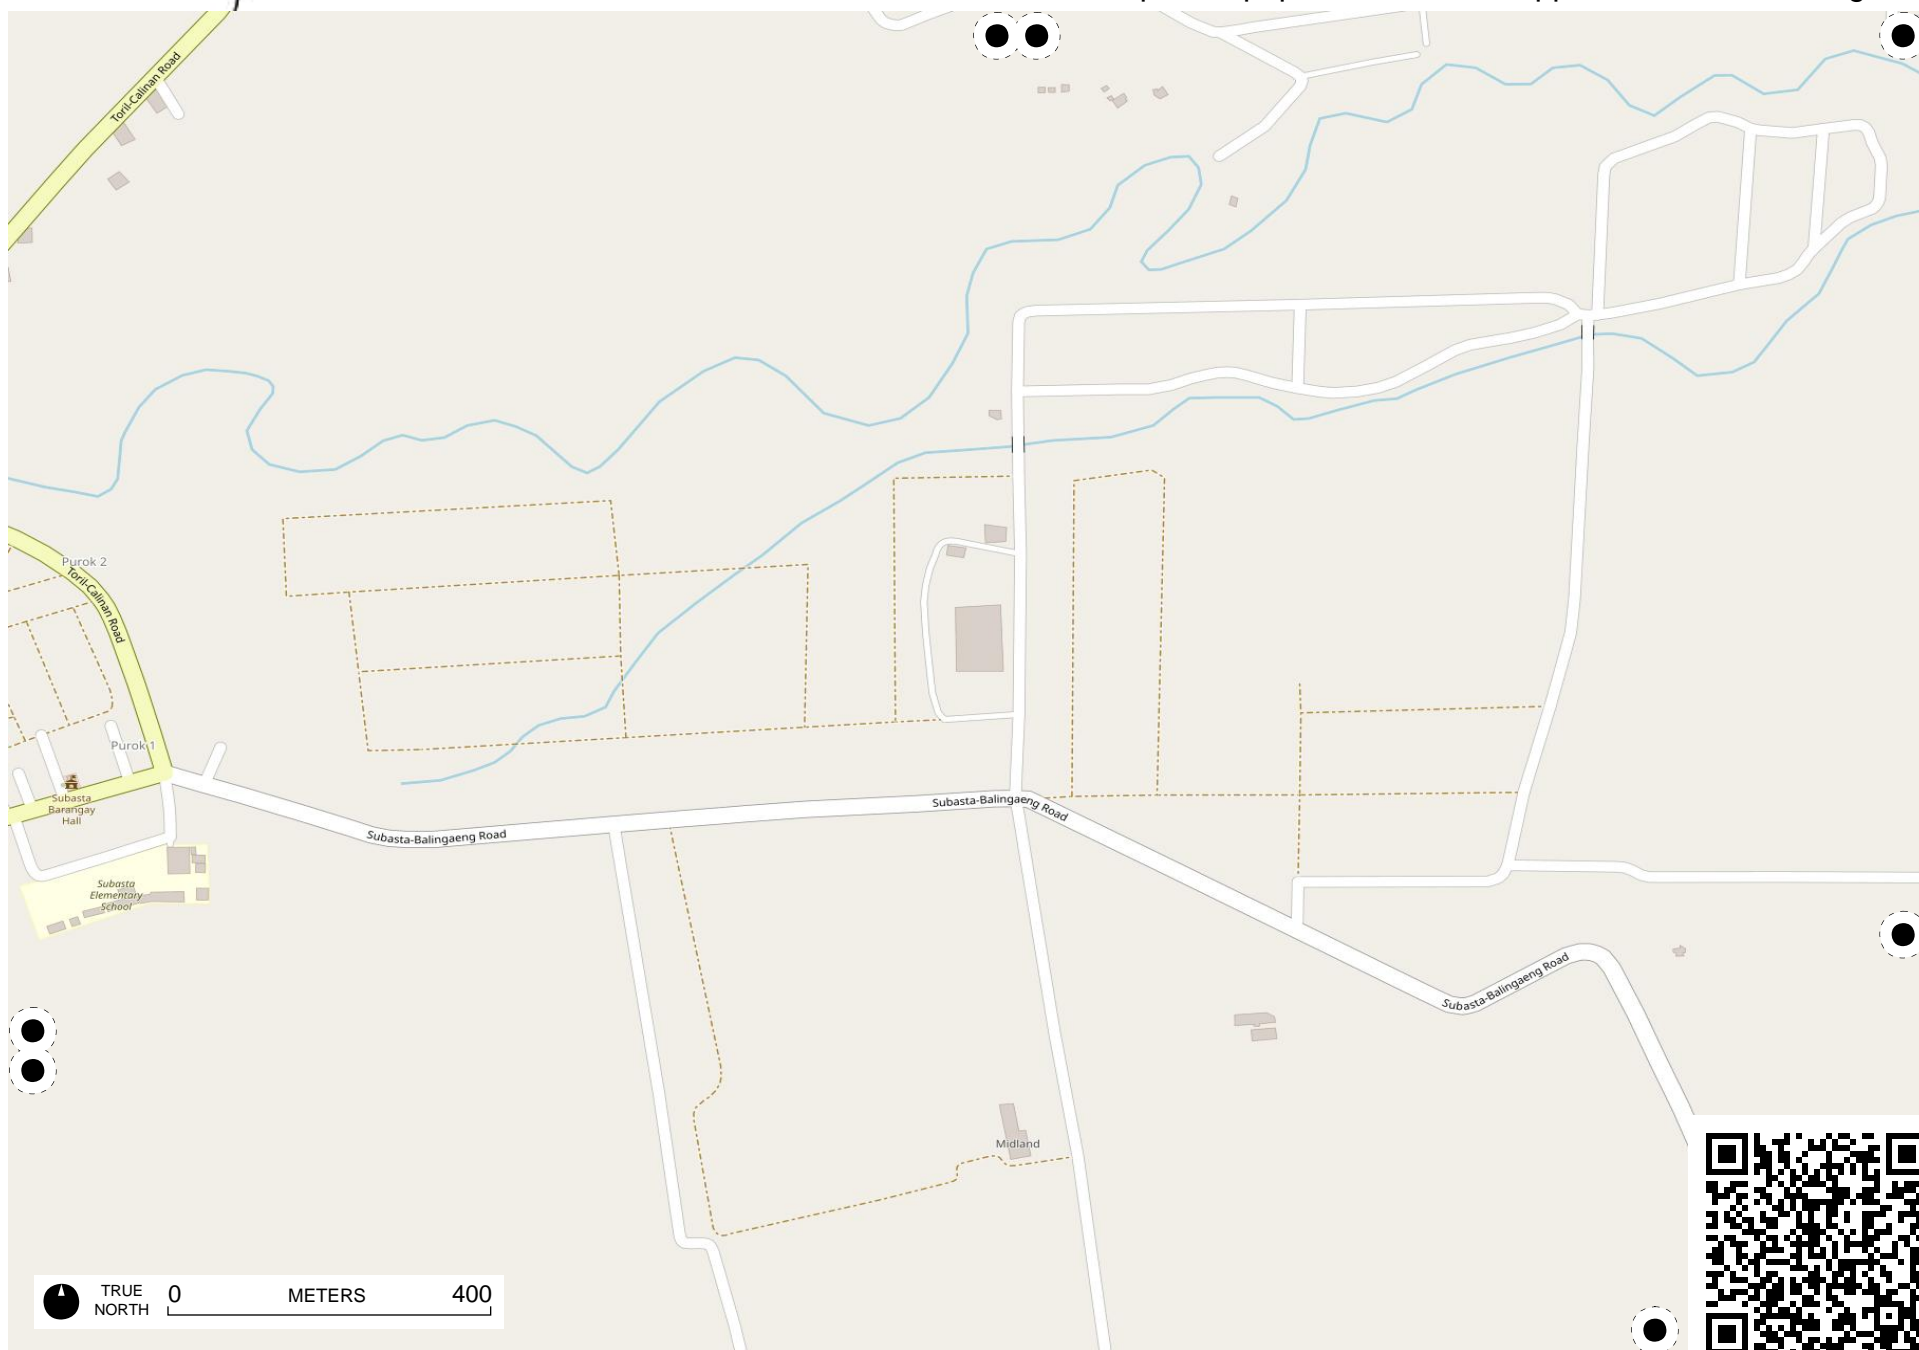 Toril-Calinan Road
Purok 2
Toril-Calinan Road
Purok 1
Subasta
Barangay
Hall
Subasta-Balingaeng Road
Subasta-Balingaeng Road
Subasta
Elementary
School
Subasta-Balingaeng Road
Midland
TRUE
NORTH
0 METERS 400